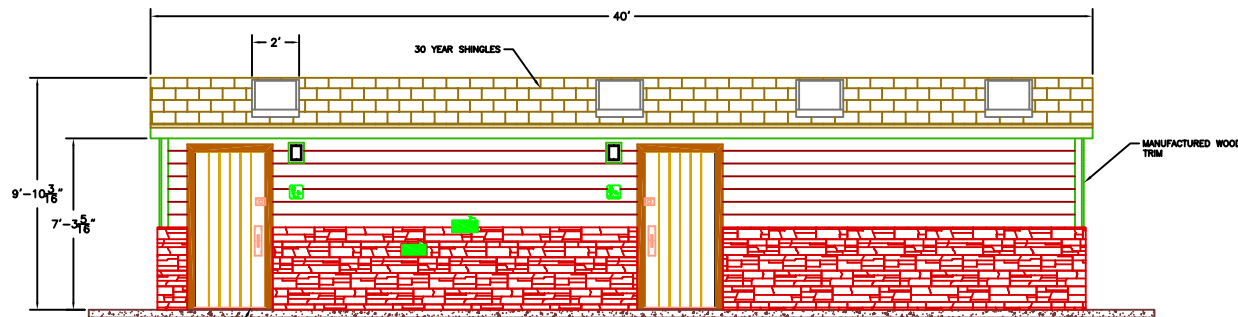 40'
2'
30 YEAR SHINGLES
MANUFACTURED WOOD
TRIM
9'-10 3/16"
7'-3 5/16"